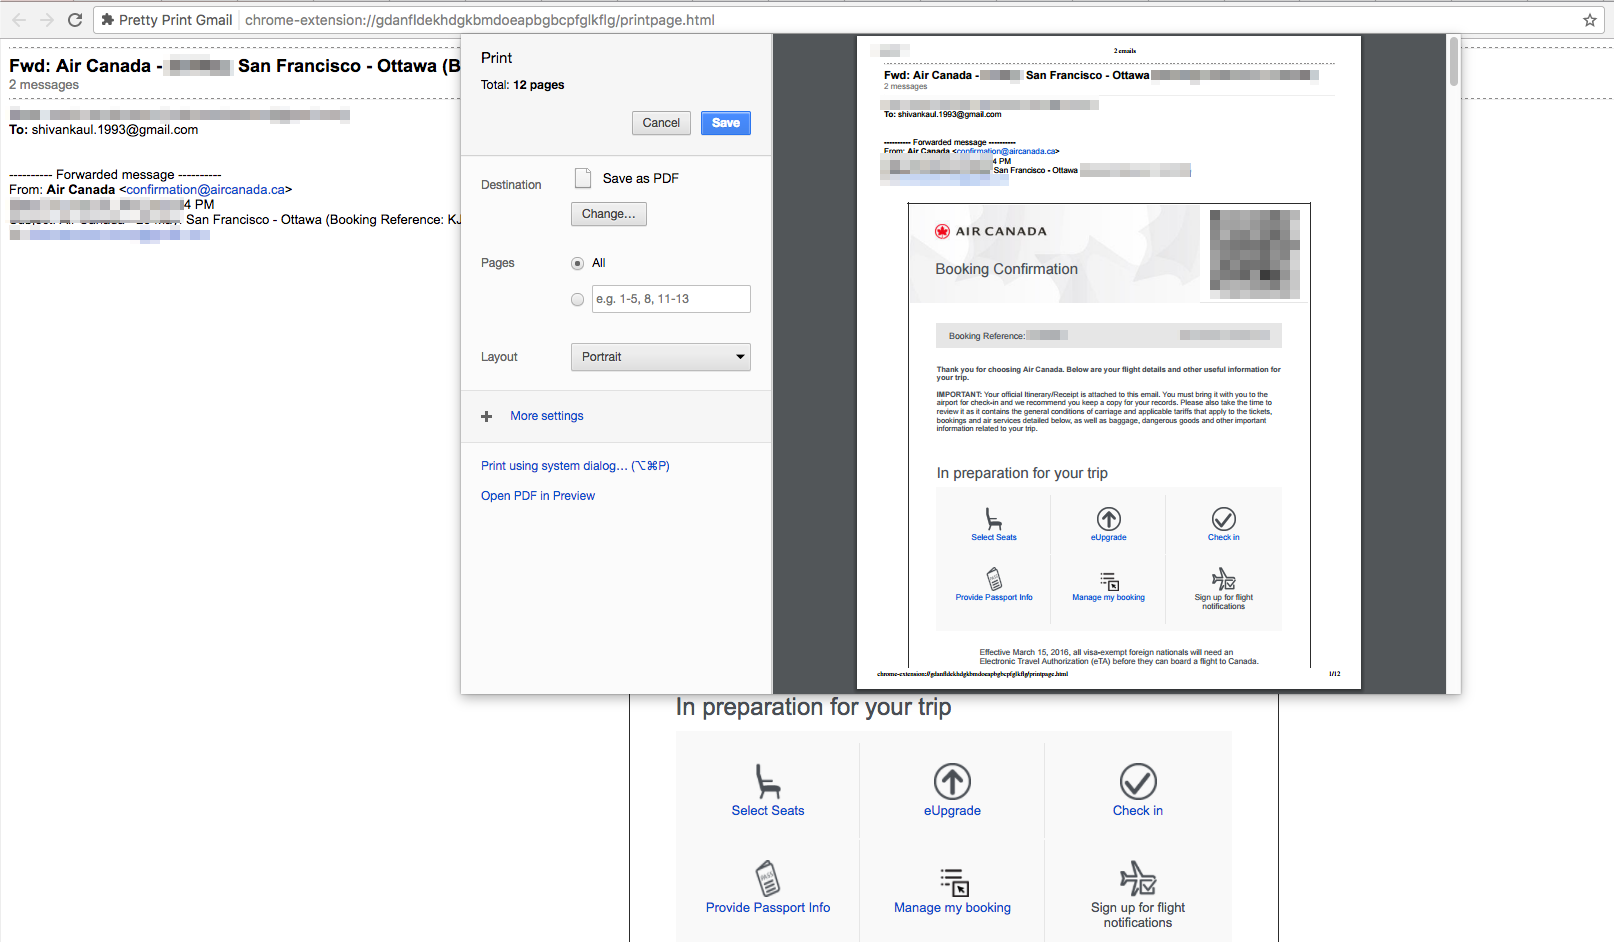 Pretty Print Gmail
chrome-extension://gdanfldekhdgkbmdoeapbgbcpfglkflg/printpage.html
Fwd: Air Canada - San Francisco - Ottawa (B
2 messages
To: shivankaul.1993@gmail.com
---------- Forwarded message ----------
From: Air Canada <confirmation@aircanada.ca>
4 PM
San Francisco - Ottawa (Booking Reference: KJ
Print
Total: 12 pages
Cancel
Save
Destination
Save as PDF
Change...
Pages
All
e.g. 1-5, 8, 11-13
Layout
Portrait
More settings
Print using system dialog... (⌥⌘P)
Open PDF in Preview
2 emails
Fwd: Air Canada - San Francisco - Ottawa
2 messages
To: shivankaul.1993@gmail.com
---------- Forwarded message ----------
From: Air Canada <confirmation@aircanada.ca>
4 PM
San Francisco - Ottawa
AIR CANADA
Booking Confirmation
Booking Reference:
Thank you for choosing Air Canada. Below are your flight details and other useful information for
your trip.
IMPORTANT: Your official Itinerary/Receipt is attached to this email. You must bring it with you to the
airport for check-in and we recommend you keep a copy for your records. Please also take the time to
review it as it contains the general conditions of carriage and applicable tariffs that apply to the tickets,
bookings and air services detailed below, as well as baggage, dangerous goods and other important
information related to your trip.
In preparation for your trip
Select Seats
eUpgrade
Check in
Provide Passport Info
Manage my booking
Sign up for flight
notifications
Effective March 15, 2016, all visa-exempt foreign nationals will need an
Electronic Travel Authorization (eTA) before they can board a flight to Canada.
chrome-extension://gdanfldekhdgkbmdoeapbgbcpfglkflg/printpage.html
1/12
In preparation for your trip
Select Seats
eUpgrade
Check in
PASS
Provide Passport Info
Manage my booking
Sign up for flight
notifications